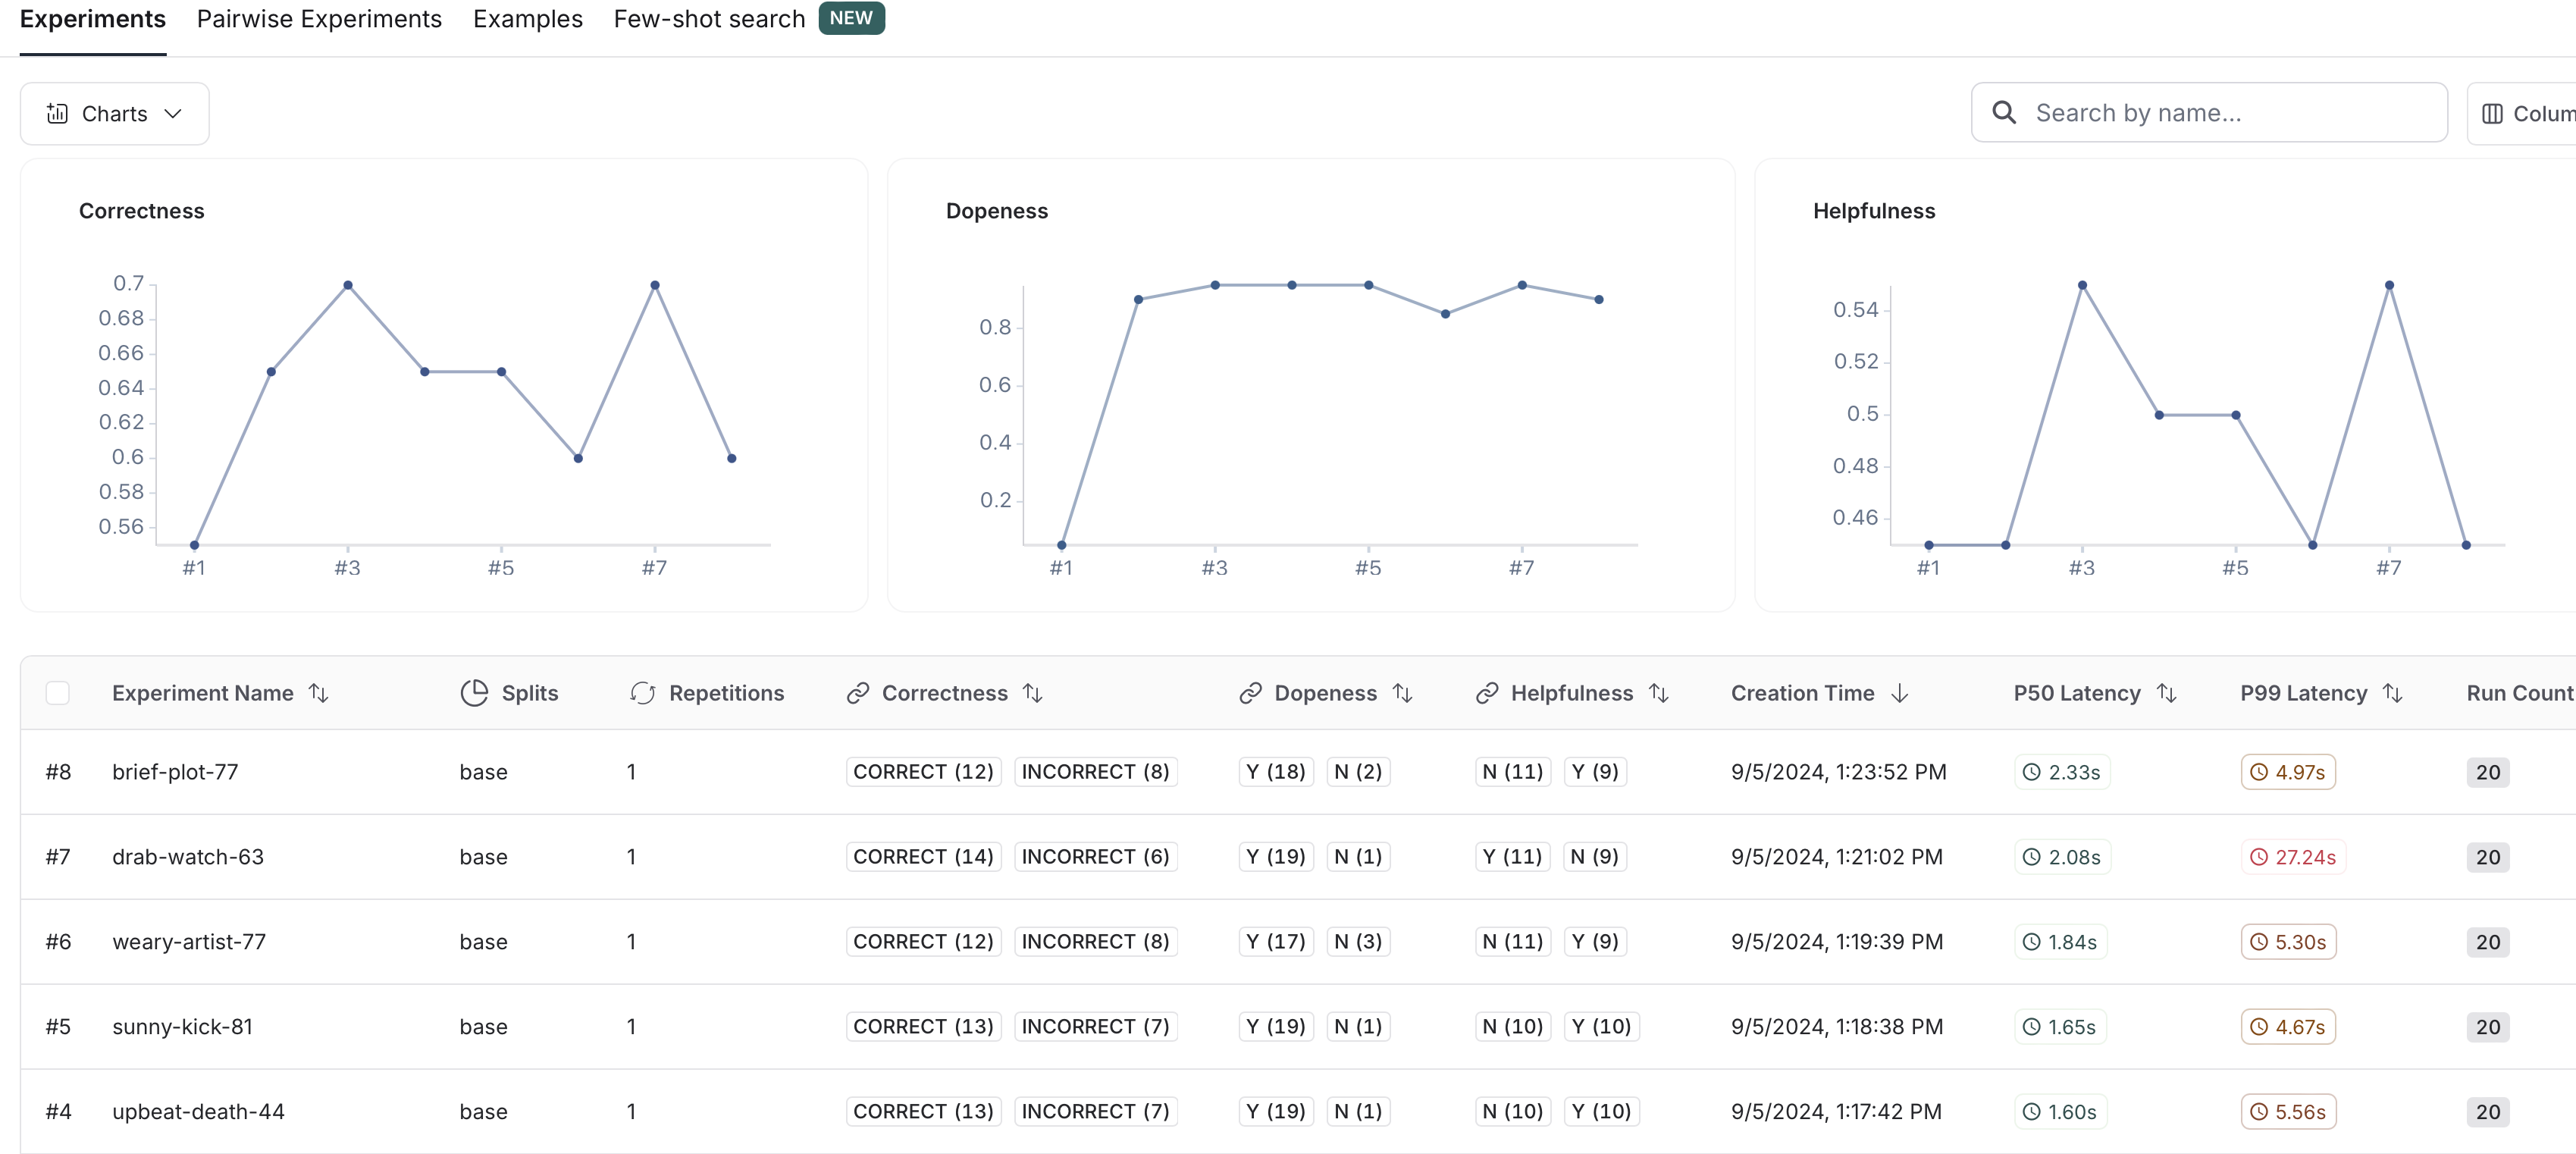 Experiments Pairwise Experiments Examples Few-shot search NEW
Charts Search by name... Colum
Correctness
0.7
0.68
0.66
0.64
0.62
0.6
0.58
0.56
#1 #3 #5 #7
Dopeness
0.8
0.6
0.4
0.2
#1 #3 #5 #7
Helpfulness
0.54
0.52
0.5
0.48
0.46
#1 #3 #5 #7
Experiment Name Splits Repetitions Correctness Dopeness Helpfulness Creation Time P50 Latency P99 Latency Run Count
#8 brief-plot-77 base 1 CORRECT (12) INCORRECT (8) Y (18) N (2) N (11) Y (9) 9/5/2024, 1:23:52 PM 2.33s 4.97s 20
#7 drab-watch-63 base 1 CORRECT (14) INCORRECT (6) Y (19) N (1) Y (11) N (9) 9/5/2024, 1:21:02 PM 2.08s 27.24s 20
#6 weary-artist-77 base 1 CORRECT (12) INCORRECT (8) Y (17) N (3) N (11) Y (9) 9/5/2024, 1:19:39 PM 1.84s 5.30s 20
#5 sunny-kick-81 base 1 CORRECT (13) INCORRECT (7) Y (19) N (1) N (10) Y (10) 9/5/2024, 1:18:38 PM 1.65s 4.67s 20
#4 upbeat-death-44 base 1 CORRECT (13) INCORRECT (7) Y (19) N (1) N (10) Y (10) 9/5/2024, 1:17:42 PM 1.60s 5.56s 20